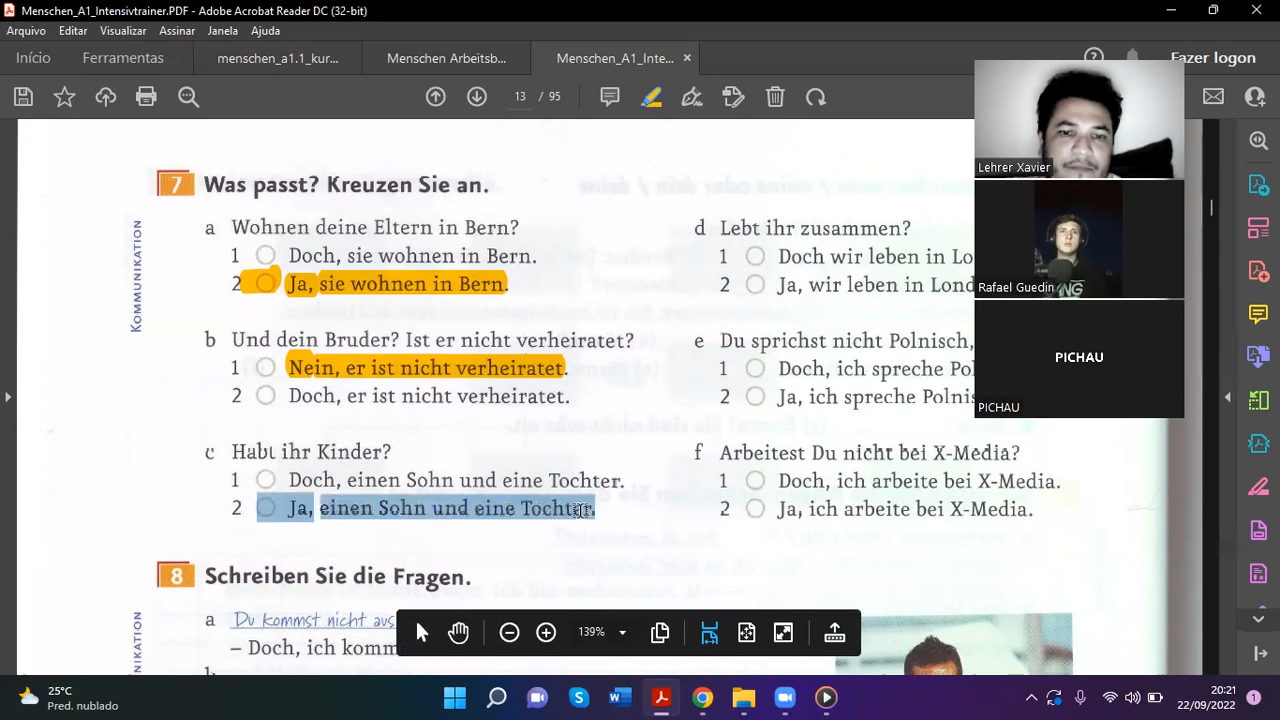 Menschen_A1_Intensivtrainer.PDF - Adobe Acrobat Reader DC (32-bit)
Arquivo Editar Visualizar Assinar Janela Ajuda
Início Ferramentas menschen_a1.1_kur... Menschen Arbeitsb... Menschen_A1_Inte... Fazer logon
13 / 95
Lehrer Xavier
Rafael Guedin
PICHAU
PICHAU
7 Was passt? Kreuzen Sie an.
KOMMUNIKATION
a Wohnen deine Eltern in Bern?
1 Doch, sie wohnen in Bern.
2 Ja, sie wohnen in Bern.
b Und dein Bruder? Ist er nicht verheiratet?
1 Nein, er ist nicht verheiratet.
2 Doch, er ist nicht verheiratet.
c Habt ihr Kinder?
1 Doch, einen Sohn und eine Tochter.
2 Ja, einen Sohn und eine Tochter.
d Lebt ihr zusammen?
1 Doch wir leben in Lo
2 Ja, wir leben in Lond
e Du sprichst nicht Polnisch,
1 Doch, ich spreche Pol
2 Ja, ich spreche Polnis
f Arbeitest Du nicht bei X-Media?
1 Doch, ich arbeite bei X-Media.
2 Ja, ich arbeite bei X-Media.
8 Schreiben Sie die Fragen.
a Du kommst nicht aus
– Doch, ich komm
139%
25°C
Pred. nublado
20:21
22/09/2022
1